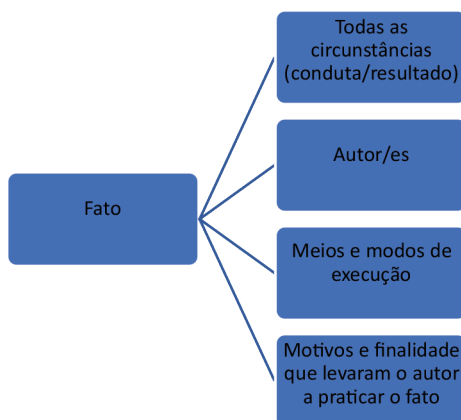 Todas as
circunstâncias
(conduta/resultado)
Autor/es
Fato
Meios e modos de
execução
Motivos e finalidade
que levaram o autor
a praticar o fato